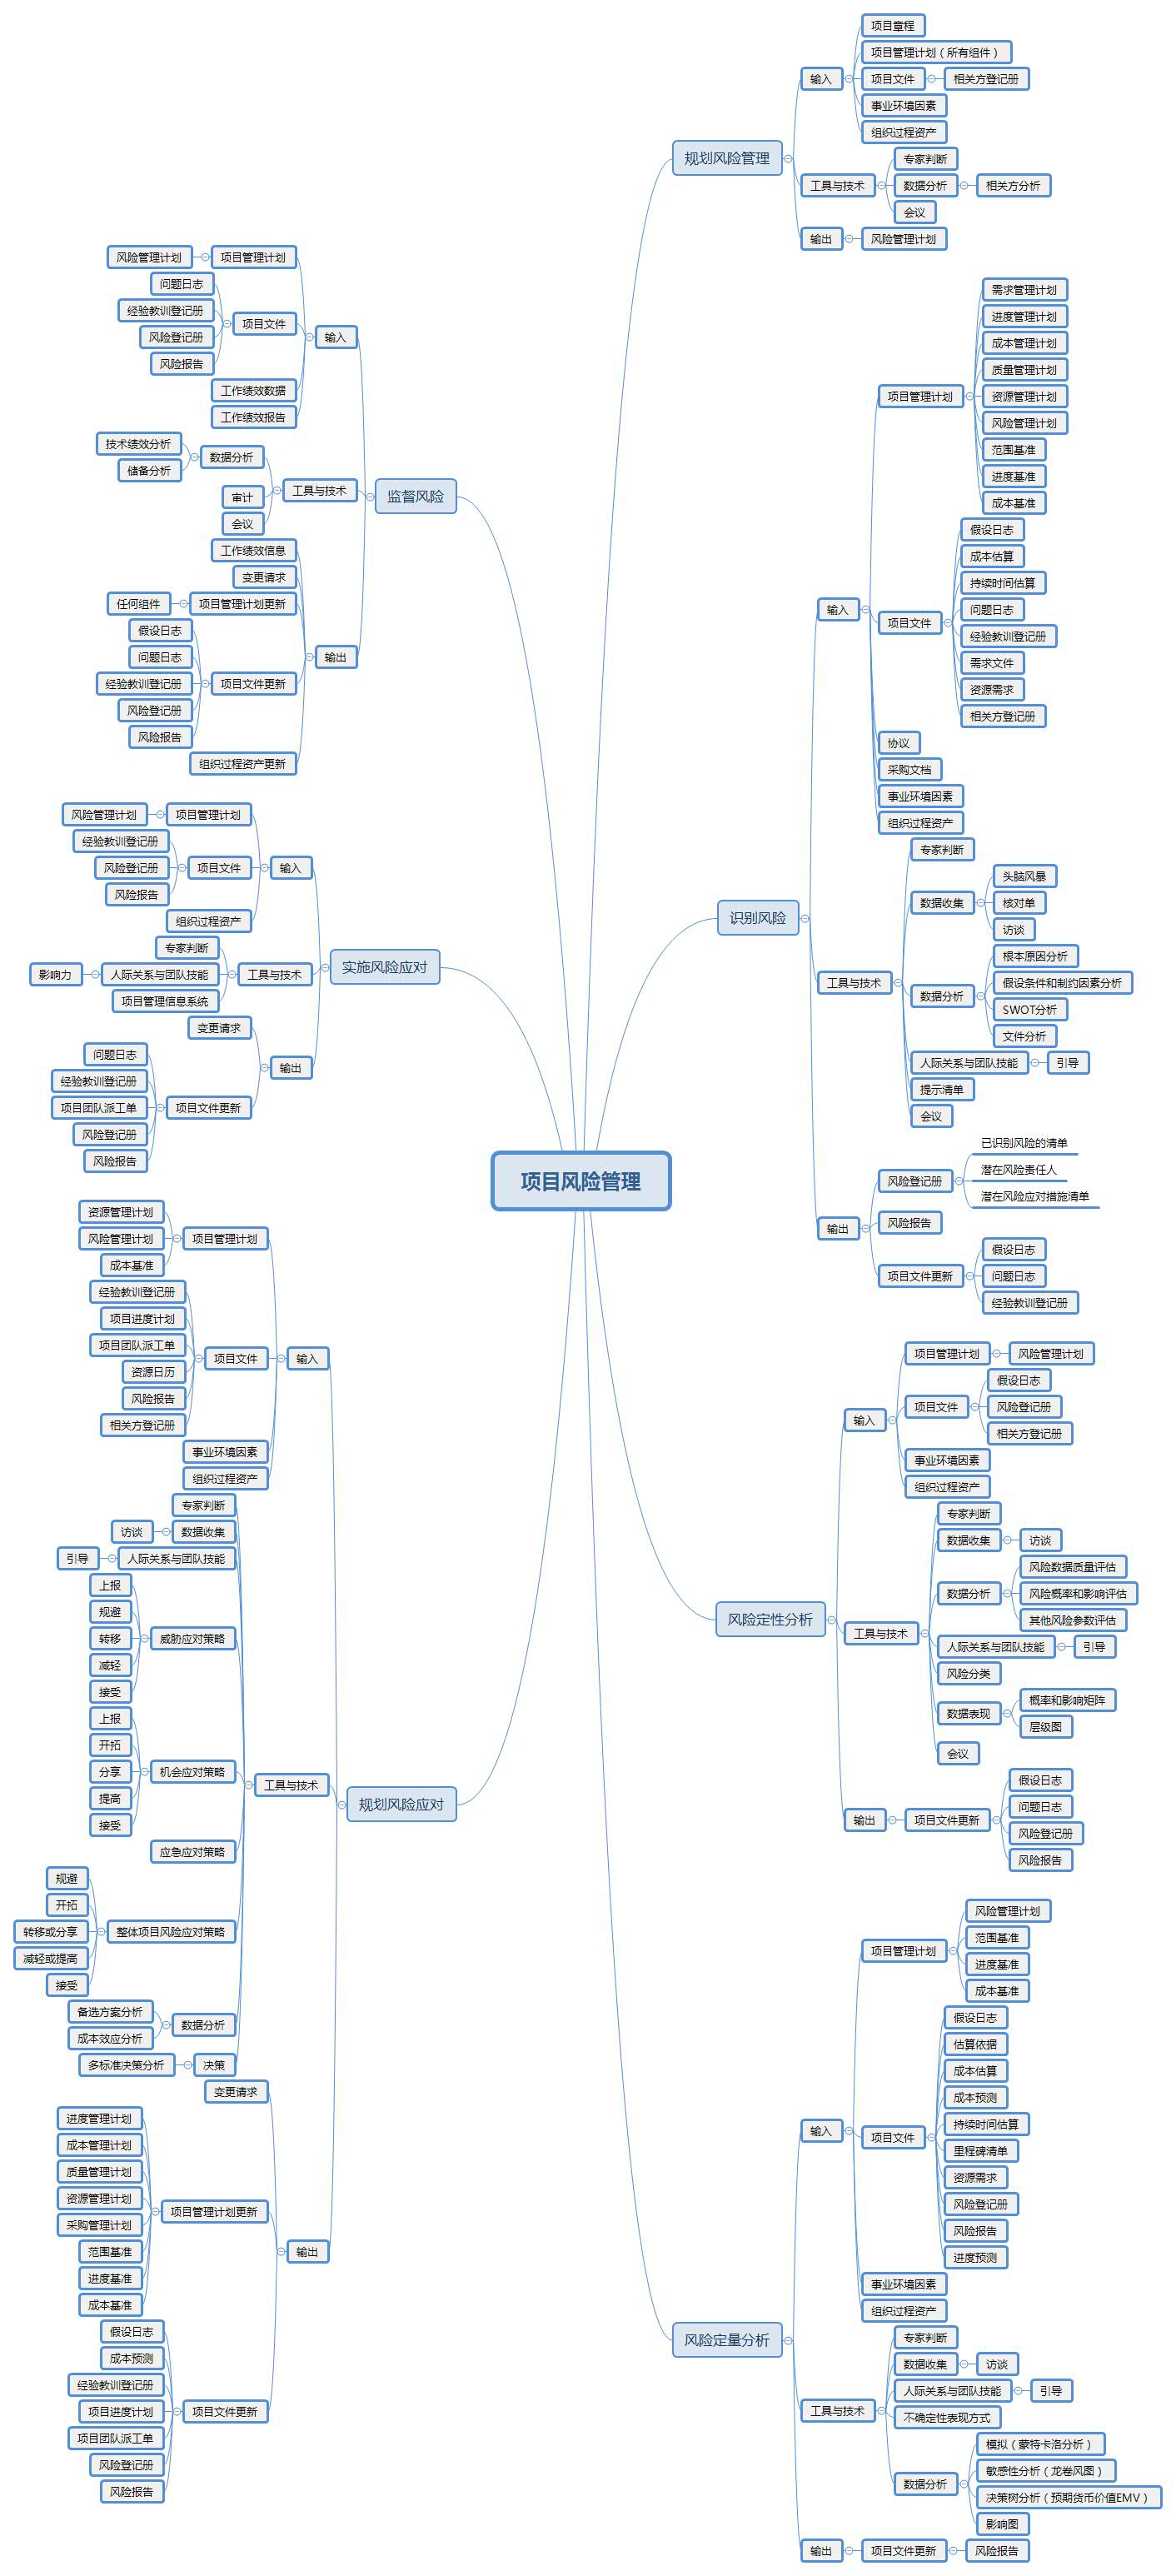 项目风险管理
规划风险管理
输入
项目章程
项目管理计划（所有组件）
项目文件
相关方登记册
事业环境因素
组织过程资产
工具与技术
专家判断
数据分析
相关方分析
会议
输出
风险管理计划
识别风险
输入
项目管理计划
需求管理计划
进度管理计划
成本管理计划
质量管理计划
资源管理计划
风险管理计划
范围基准
进度基准
成本基准
项目文件
假设日志
成本估算
持续时间估算
问题日志
经验教训登记册
需求文件
资源需求
相关方登记册
协议
采购文档
事业环境因素
组织过程资产
工具与技术
专家判断
数据收集
头脑风暴
核对单
访谈
数据分析
根本原因分析
假设条件和制约因素分析
SWOT分析
文件分析
人际关系与团队技能
引导
提示清单
会议
输出
风险登记册
已识别风险的清单
潜在风险责任人
潜在风险应对措施清单
风险报告
项目文件更新
假设日志
问题日志
经验教训登记册
风险定性分析
输入
项目管理计划
风险管理计划
项目文件
假设日志
风险登记册
相关方登记册
事业环境因素
组织过程资产
工具与技术
专家判断
数据收集
访谈
数据分析
风险数据质量评估
风险概率和影响评估
其他风险参数评估
人际关系与团队技能
引导
风险分类
数据表现
概率和影响矩阵
层级图
会议
输出
项目文件更新
假设日志
问题日志
风险登记册
风险报告
风险定量分析
输入
项目管理计划
风险管理计划
范围基准
进度基准
成本基准
项目文件
假设日志
估算依据
成本估算
成本预测
持续时间估算
里程碑清单
资源需求
风险登记册
风险报告
进度预测
事业环境因素
组织过程资产
工具与技术
专家判断
数据收集
访谈
人际关系与团队技能
引导
不确定性表现方式
数据分析
模拟（蒙特卡洛分析）
敏感性分析（龙卷风图）
决策树分析（预期货币价值EMV）
影响图
输出
项目文件更新
风险报告
监督风险
输入
项目管理计划
风险管理计划
项目文件
问题日志
经验教训登记册
风险登记册
风险报告
工作绩效数据
工作绩效报告
工具与技术
数据分析
技术绩效分析
储备分析
审计
会议
输出
工作绩效信息
变更请求
项目管理计划更新
任何组件
项目文件更新
假设日志
问题日志
经验教训登记册
风险登记册
风险报告
组织过程资产更新
实施风险应对
输入
项目管理计划
风险管理计划
项目文件
经验教训登记册
风险登记册
风险报告
组织过程资产
工具与技术
专家判断
人际关系与团队技能
影响力
项目管理信息系统
输出
变更请求
项目文件更新
问题日志
经验教训登记册
项目团队派工单
风险登记册
风险报告
规划风险应对
输入
项目管理计划
资源管理计划
风险管理计划
成本基准
项目文件
经验教训登记册
项目进度计划
项目团队派工单
资源日历
风险报告
相关方登记册
事业环境因素
组织过程资产
工具与技术
专家判断
数据收集
访谈
人际关系与团队技能
引导
威胁应对策略
上报
规避
转移
减轻
接受
机会应对策略
上报
开拓
分享
提高
接受
应急应对策略
整体项目风险应对策略
规避
开拓
转移或分享
减轻或提高
接受
数据分析
备选方案分析
成本效应分析
决策
多标准决策分析
输出
变更请求
项目管理计划更新
进度管理计划
成本管理计划
质量管理计划
资源管理计划
采购管理计划
范围基准
进度基准
成本基准
项目文件更新
假设日志
成本预测
经验教训登记册
项目进度计划
项目团队派工单
风险登记册
风险报告